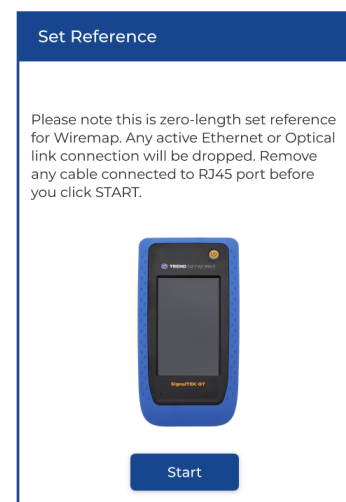 Set Reference
Please note this is zero-length set reference
for Wiremap. Any active Ethernet or Optical
link connection will be dropped. Remove
any cable connected to RJ45 port before
you click START.
TREND NETWORKS
SignalTEK QT
Start